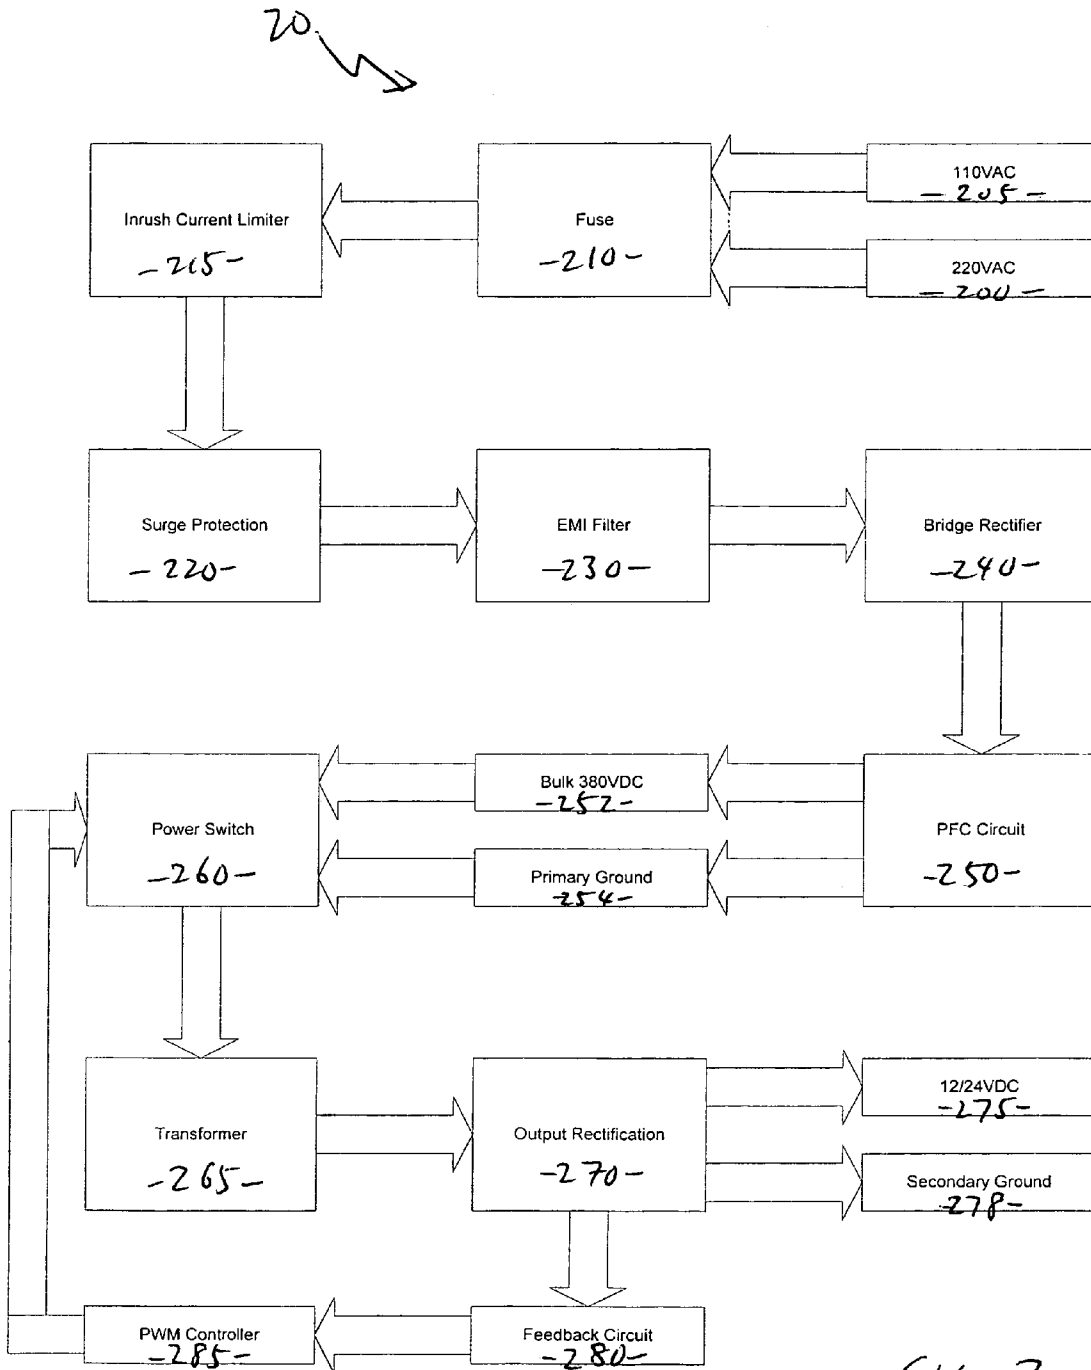 20
110VAC
-205-
Inrush Current Limiter
-215-
Fuse
-210-
220VAC
-200-
Surge Protection
-220-
EMI Filter
-230-
Bridge Rectifier
-240-
Bulk 380VDC
-252-
Power Switch
-260-
PFC Circuit
-250-
Primary Ground
-254-
12/24VDC
-275-
Transformer
-265-
Output Rectification
-270-
Secondary Ground
-278-
PWM Controller
-285-
Feedback Circuit
-280-